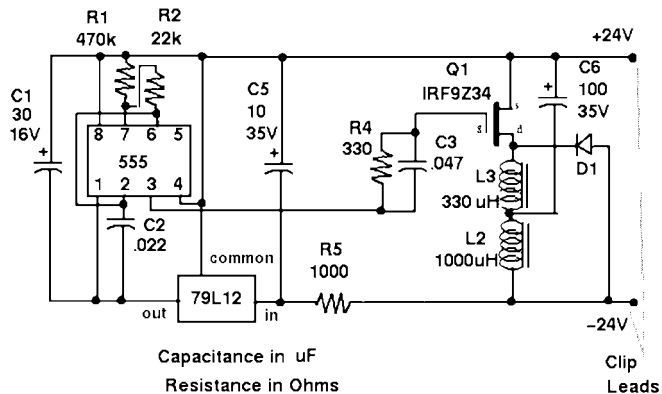 R1
470k
R2
22k
+24V
C1
30
16V
+
8 7 6 5
555
1 2 3 4
C2
.022
C5
10
35V
+
R4
330
C3
.047
Q1
IRF9Z34
s
g
d
C6
100
35V
+
D1
L3
330 uH
L2
1000uH
R5
1000
common
79L12
out
in
−24V
Capacitance in uF
Resistance in Ohms
Clip
Leads